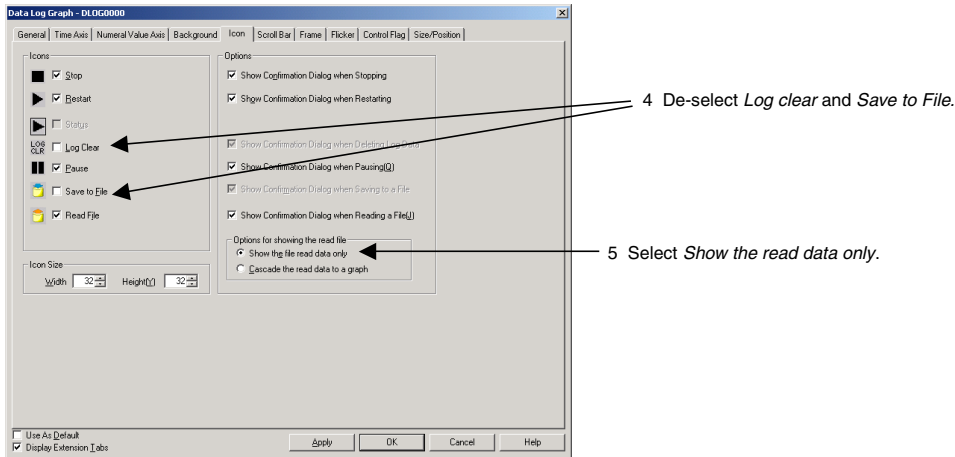 Data Log Graph - DLOG0000
General Time Axis Numeral Value Axis Background Icon Scroll Bar Frame Flicker Control Flag Size/Position
Icons
Stop
Restart
Status
LOG CLR Log Clear
Pause
Save to File
Read File
Icon Size
Width 32 Height(Y) 32
Options
Show Confirmation Dialog when Stopping
Show Confirmation Dialog when Restarting
Show Confirmation Dialog when Deleting Log Data
Show Confirmation Dialog when Pausing(Q)
Show Confirmation Dialog when Saving to a File
Show Confirmation Dialog when Reading a File(J)
Options for showing the read file
Show the file read data only
Cascade the read data to a graph
4 De-select Log clear and Save to File.
5 Select Show the read data only.
Use As Default
Display Extension Tabs
Apply OK Cancel Help